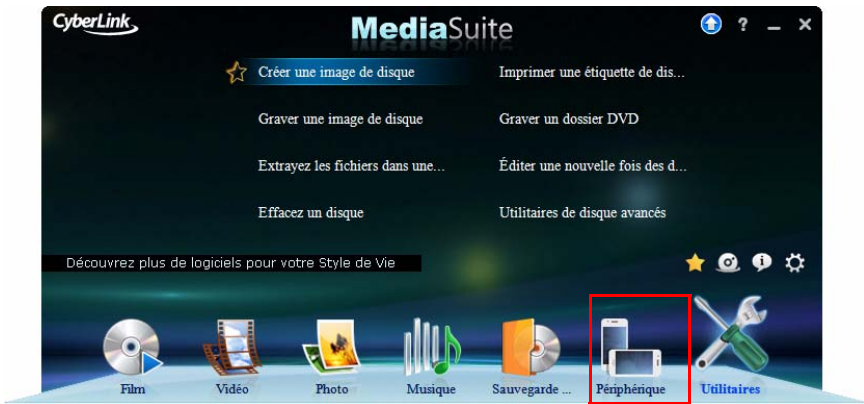 CyberLink
MediaSuite
?
Créer une image de disque
Imprimer une étiquette de dis...
Graver une image de disque
Graver un dossier DVD
Extrayez les fichiers dans une...
Éditer une nouvelle fois des d...
Effacez un disque
Utilitaires de disque avancés
Découvrez plus de logiciels pour votre Style de Vie
Film
Vidéo
Photo
Musique
Sauvegarde ...
Périphérique
Utilitaires